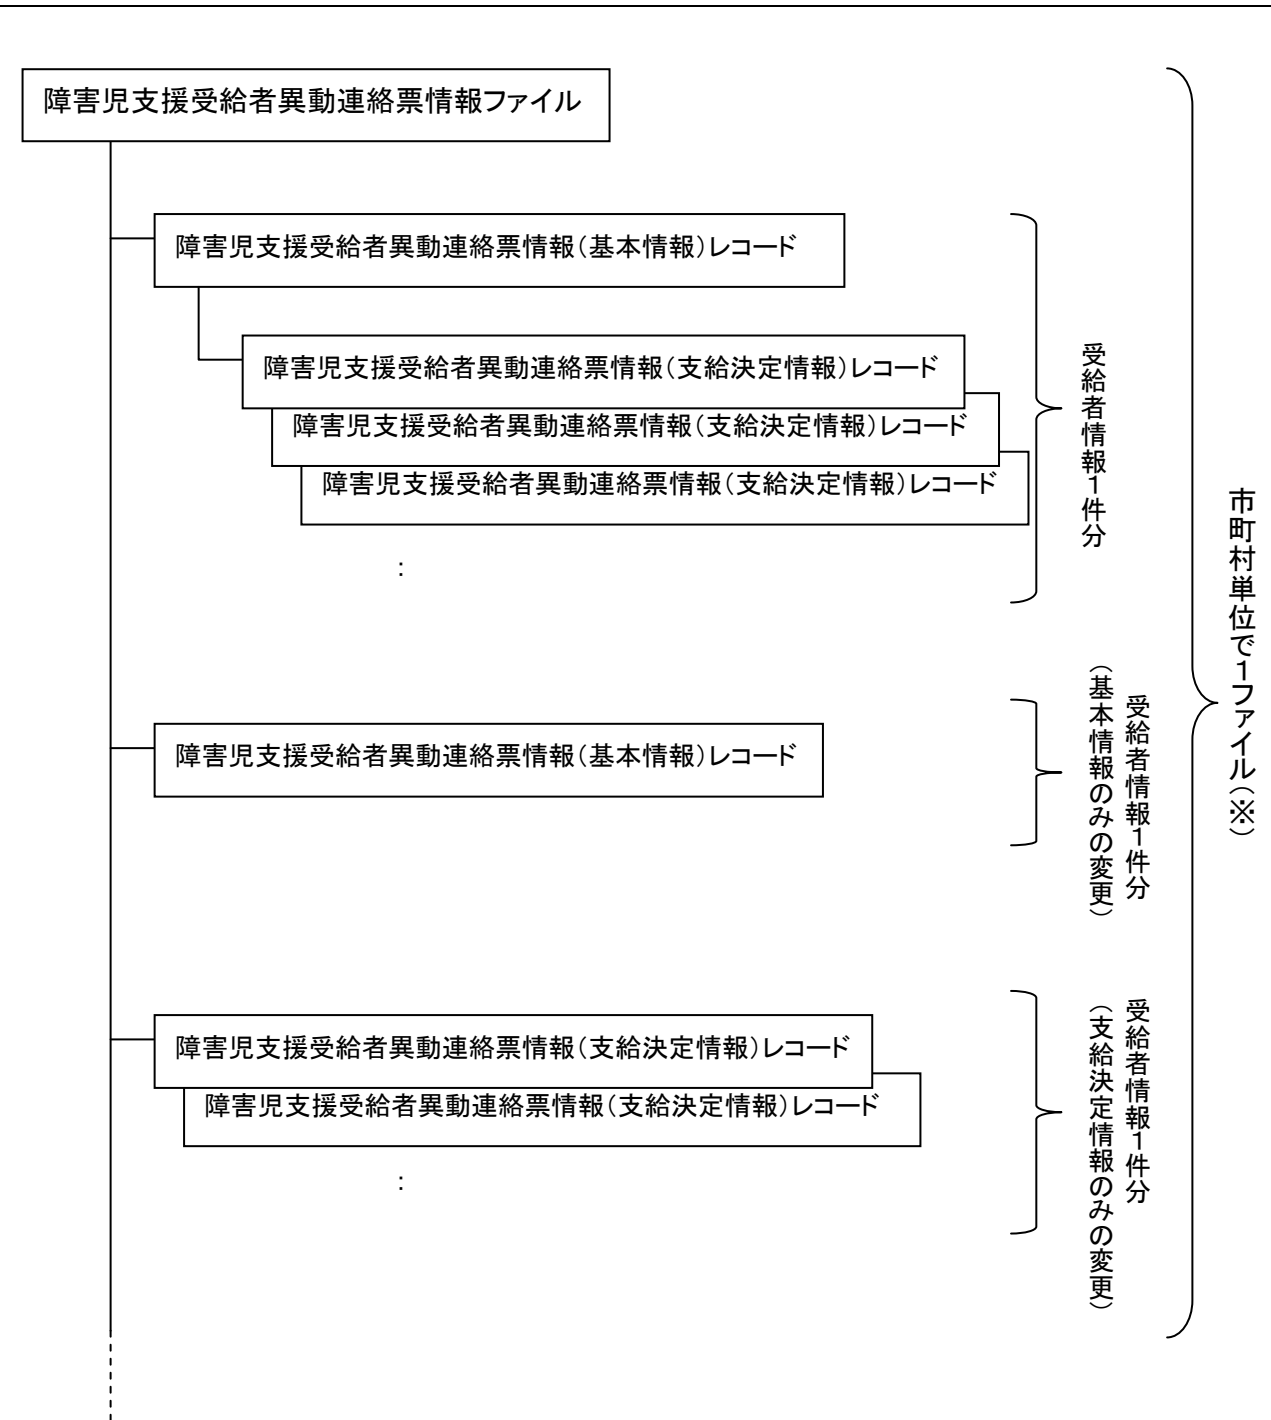 障害児支援受給者異動連絡票情報ファイル
障害児支援受給者異動連絡票情報（基本情報）レコード
障害児支援受給者異動連絡票情報（支給決定情報）レコード
障害児支援受給者異動連絡票情報（支給決定情報）レコード
障害児支援受給者異動連絡票情報（支給決定情報）レコード
：
受給者情報１件分
障害児支援受給者異動連絡票情報（基本情報）レコード
受給者情報１件分
（基本情報のみの変更）
障害児支援受給者異動連絡票情報（支給決定情報）レコード
障害児支援受給者異動連絡票情報（支給決定情報）レコード
：
受給者情報１件分
（支給決定情報のみの変更）
市町村単位で１ファイル（※）